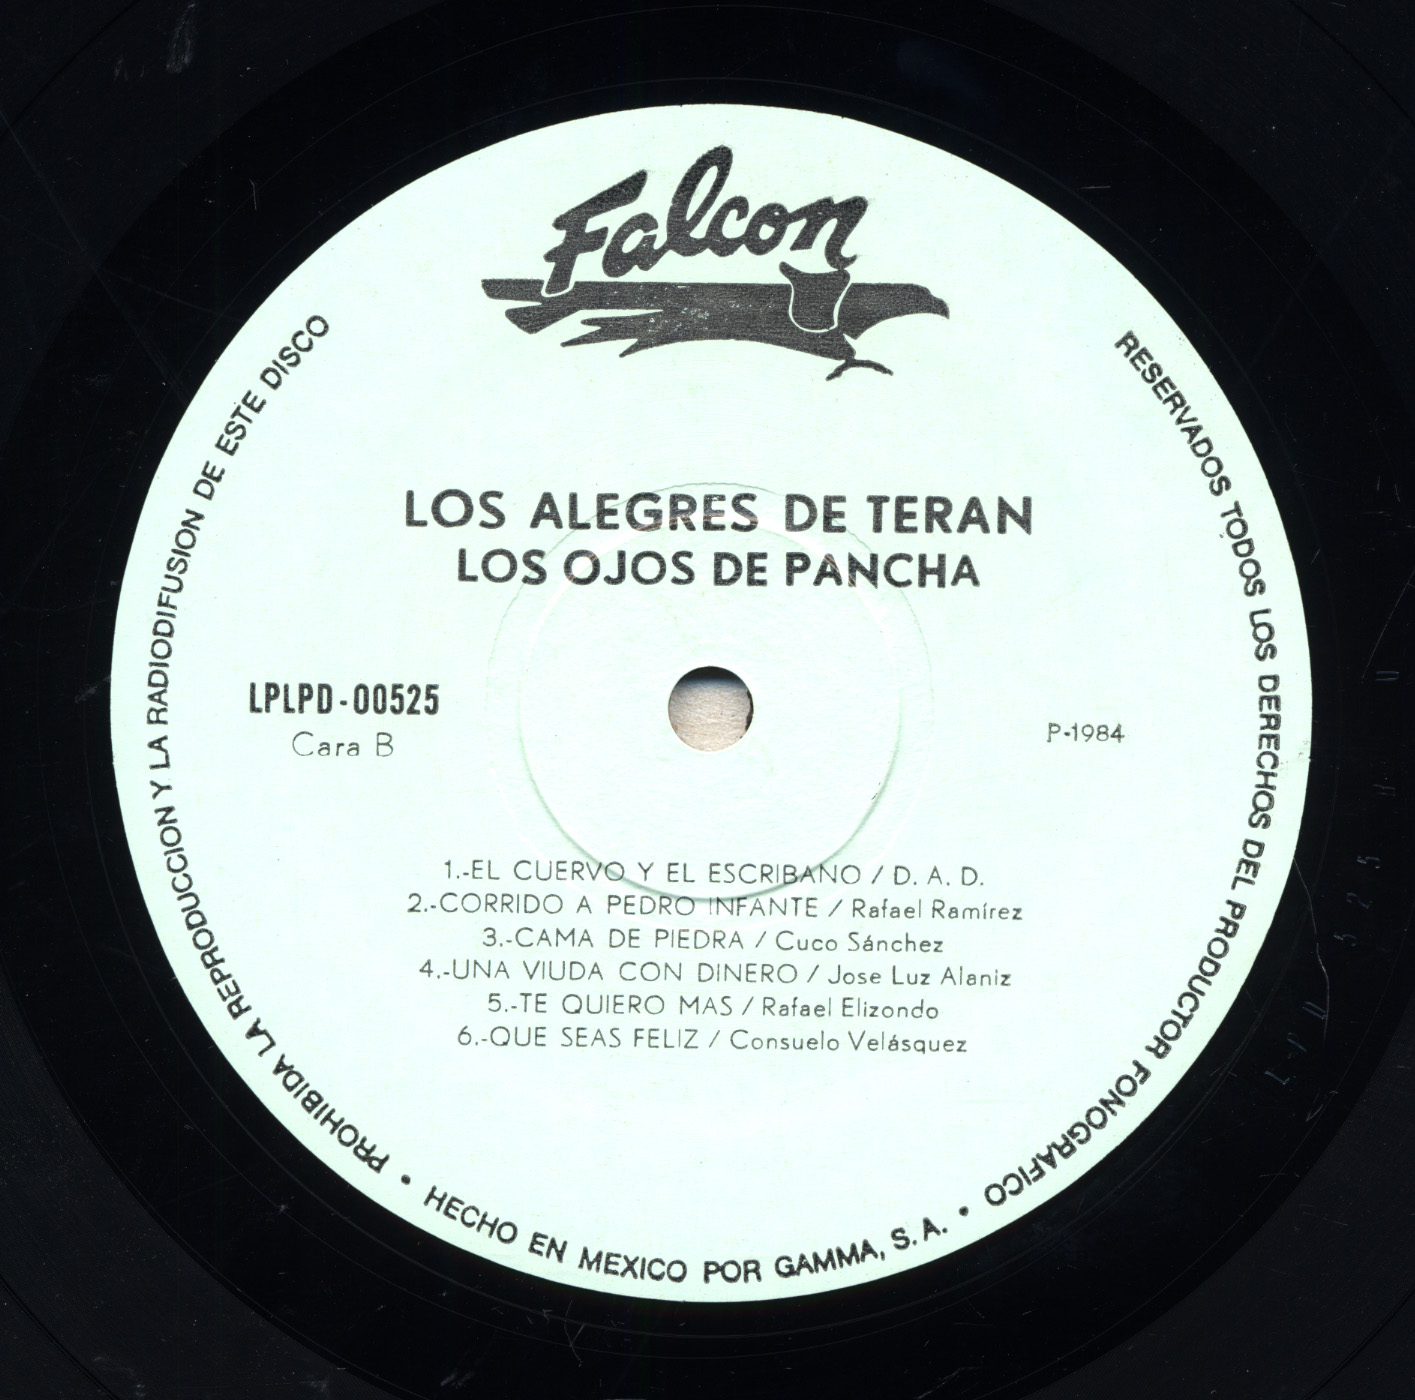 Falcon
LOS ALEGRES DE TERAN
LOS OJOS DE PANCHA
LPLPD-00525
Cara B
P-1984
1.-EL CUERVO Y EL ESCRIBANO / D. A. D.
2.-CORRIDO A PEDRO INFANTE / Rafael Ramírez
3.-CAMA DE PIEDRA / Cuco Sánchez
4.-UNA VIUDA CON DINERO / Jose Luz Alaniz
5.-TE QUIERO MAS / Rafael Elizondo
6.-QUE SEAS FELIZ / Consuelo Velásquez
RESERVADOS TODOS LOS DERECHOS DEL PRODUCTOR FONOGRAFICO • HECHO EN MEXICO POR GAMMA, S.A. • PROHIBIDA LA REPRODUCCION Y LA RADIODIFUSION DE ESTE DISCO